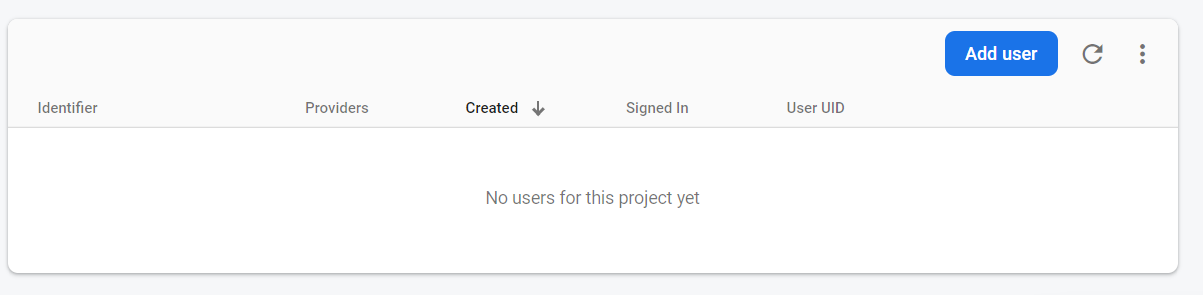 Add user
Identifier Providers Created Signed In User UID
No users for this project yet